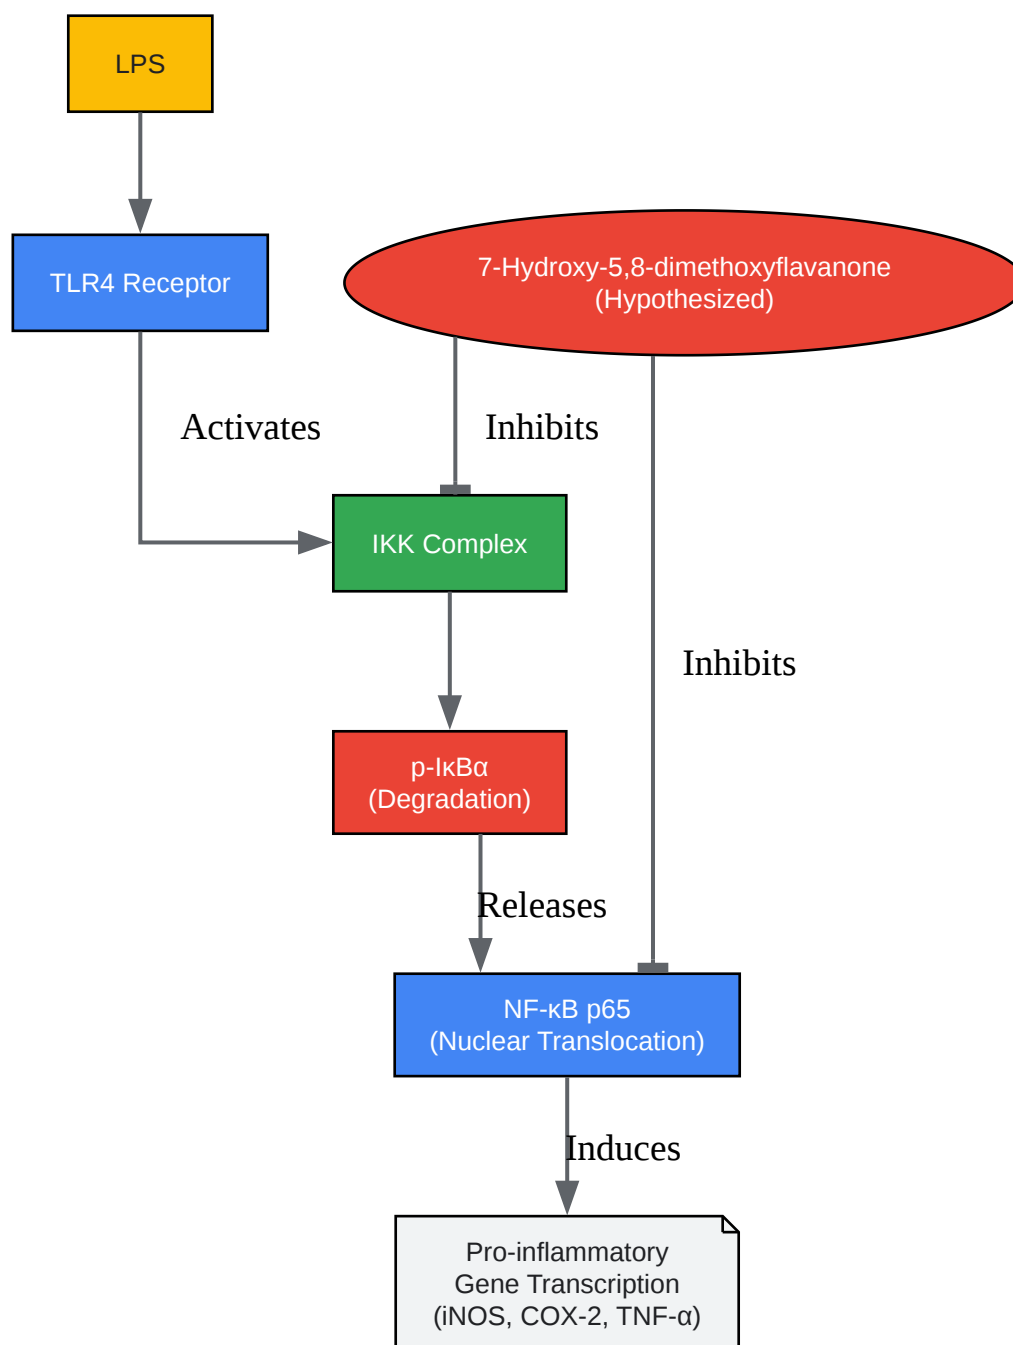 LPS
TLR4 Receptor
7-Hydroxy-5,8-dimethoxyflavanone
(Hypothesized)
Activates
Inhibits
IKK Complex
Inhibits
p-IκBα
(Degradation)
Releases
NF-κB p65
(Nuclear Translocation)
Induces
Pro-inflammatory
Gene Transcription
(iNOS, COX-2, TNF-α)